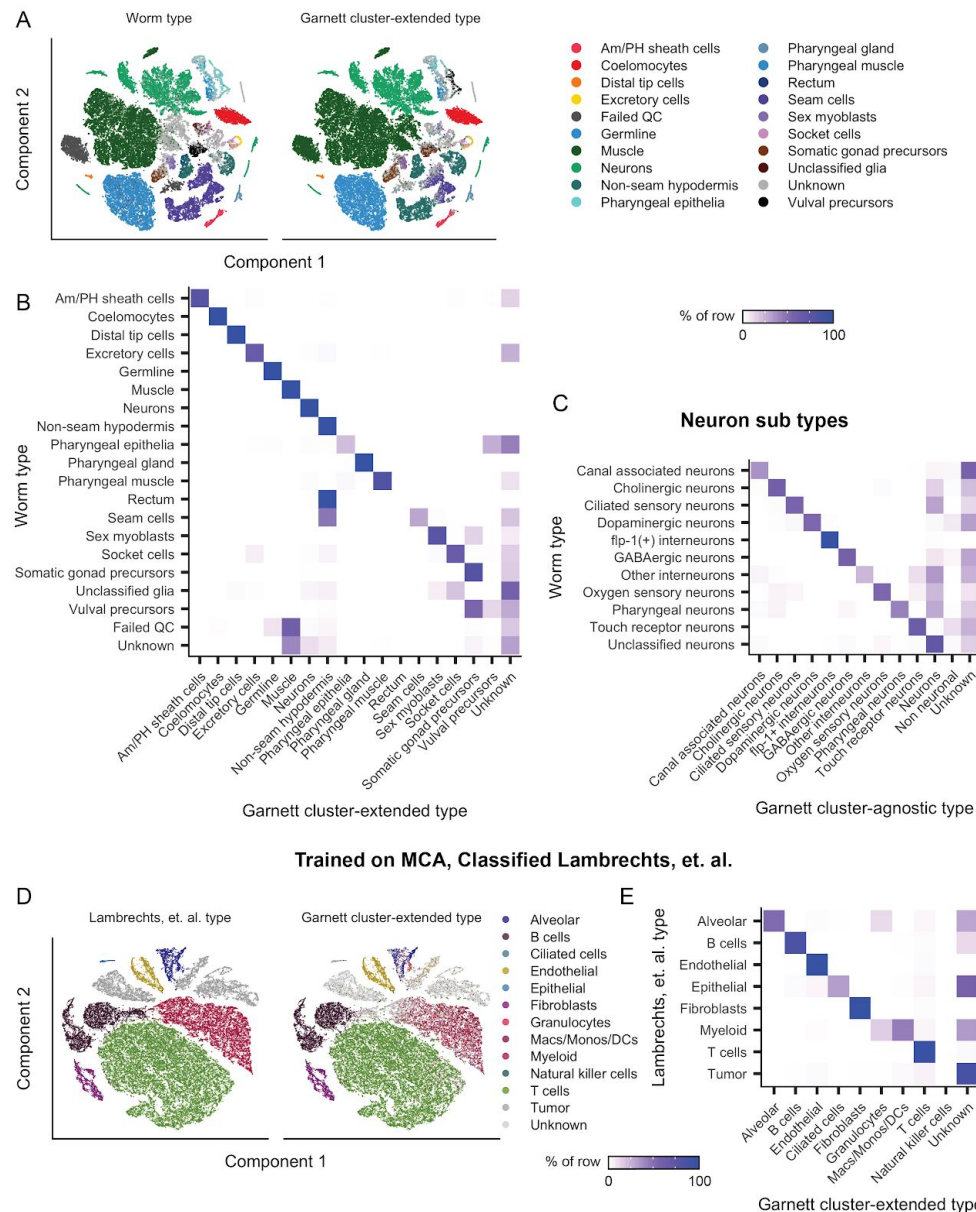 A
Worm type
Garnett cluster-extended type
Component 2
Component 1
Am/PH sheath cells
Coelomocytes
Distal tip cells
Excretory cells
Failed QC
Germline
Muscle
Neurons
Non-seam hypodermis
Pharyngeal epithelia
Pharyngeal gland
Pharyngeal muscle
Rectum
Seam cells
Sex myoblasts
Socket cells
Somatic gonad precursors
Unclassified glia
Unknown
Vulval precursors
B
Worm type
Am/PH sheath cells
Coelomocytes
Distal tip cells
Excretory cells
Germline
Muscle
Neurons
Non-seam hypodermis
Pharyngeal epithelia
Pharyngeal gland
Pharyngeal muscle
Rectum
Seam cells
Sex myoblasts
Socket cells
Somatic gonad precursors
Unclassified glia
Vulval precursors
Failed QC
Unknown
Am/PH sheath cells
Coelomocytes
Distal tip cells
Excretory cells
Germline
Muscle
Neurons
Non-seam hypodermis
Pharyngeal epithelia
Pharyngeal gland
Pharyngeal muscle
Rectum
Seam cells
Sex myoblasts
Socket cells
Somatic gonad precursors
Vulval precursors
Unknown
Garnett cluster-extended type
% of row
0 100
C
Neuron sub types
Worm type
Canal associated neurons
Cholinergic neurons
Ciliated sensory neurons
Dopaminergic neurons
flp-1(+) interneurons
GABAergic neurons
Other interneurons
Oxygen sensory neurons
Pharyngeal neurons
Touch receptor neurons
Unclassified neurons
Canal associated neurons
Cholinergic neurons
Ciliated sensory neurons
Dopaminergic neurons
flp-1+ interneurons
GABAergic neurons
Other interneurons
Oxygen sensory neurons
Pharyngeal neurons
Touch receptor neurons
Neurons
Non neuronal
Unknown
Garnett cluster-agnostic type
Trained on MCA, Classified Lambrechts, et. al.
D
Lambrechts, et. al. type
Garnett cluster-extended type
Component 2
Component 1
Alveolar
B cells
Ciliated cells
Endothelial
Epithelial
Fibroblasts
Granulocytes
Macs/Monos/DCs
Myeloid
Natural killer cells
T cells
Tumor
Unknown
% of row
0 100
E
Lambrechts, et. al. type
Alveolar
B cells
Endothelial
Epithelial
Fibroblasts
Myeloid
T cells
Tumor
Alveolar
B cells
Endothelial
Ciliated cells
Fibroblasts
Granulocytes
Macs/Monos/DCs
T cells
Natural killer cells
Unknown
Garnett cluster-extended type